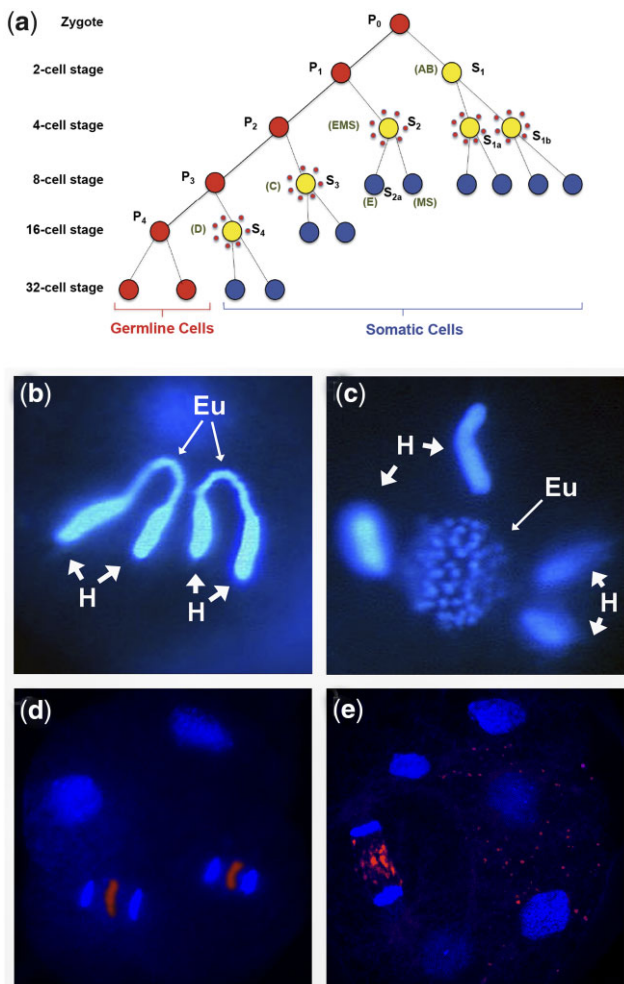 (a)
Zygote P0
2-cell stage P1 (AB) S1
4-cell stage P2 (EMS) S2 S1a S1b
8-cell stage P3 (C) S3 (E) S2a (MS)
16-cell stage P4 (D) S4
32-cell stage
Germline Cells Somatic Cells
(b) Eu H H
(c) H Eu H
(d)
(e)